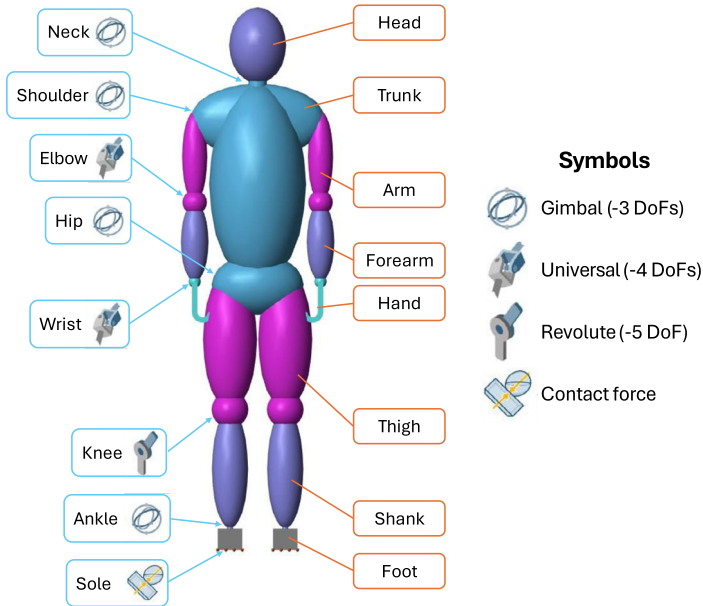 Neck
Shoulder
Elbow
Hip
Wrist
Knee
Ankle
Sole
Head
Trunk
Arm
Forearm
Hand
Thigh
Shank
Foot
Symbols
Gimbal (-3 DoFs)
Universal (-4 DoFs)
Revolute (-5 DoF)
Contact force